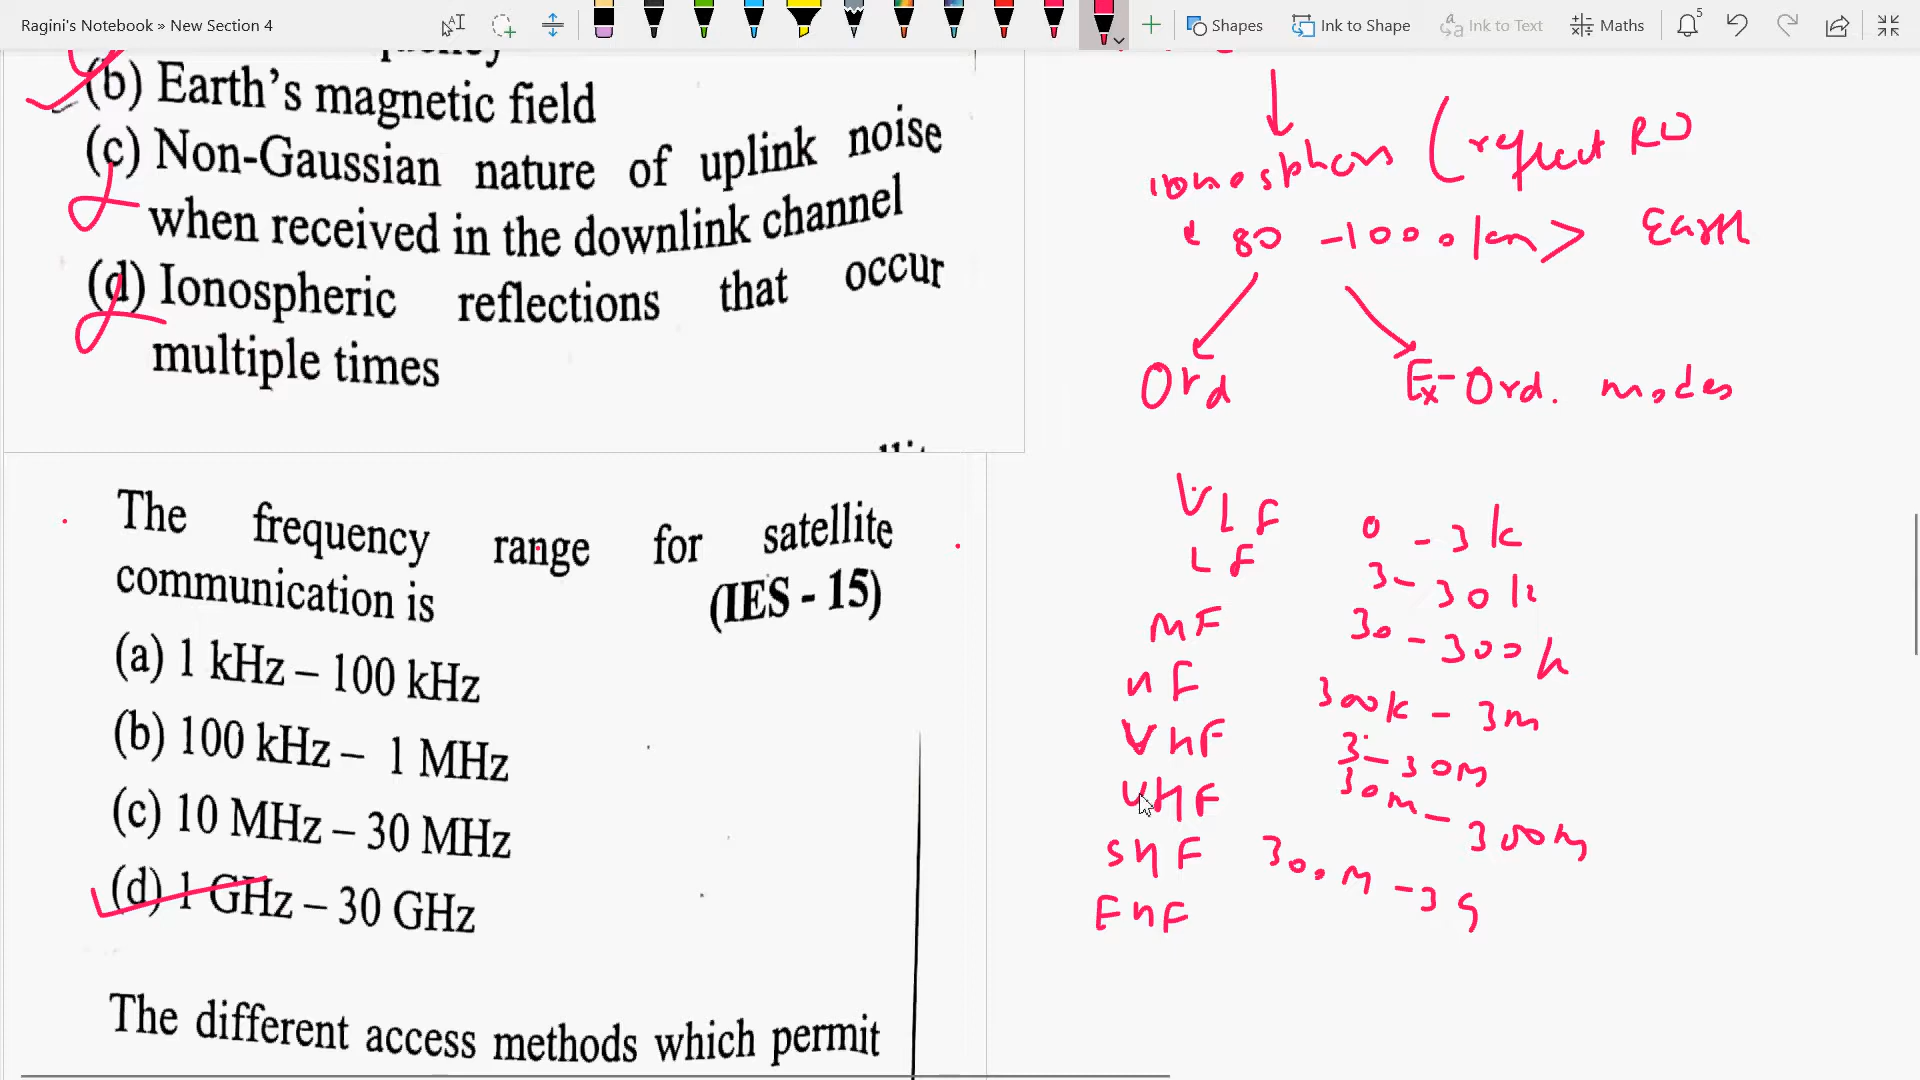 Ragini's Notebook » New Section 4
Shapes
Ink to Shape
Ink to Text
Maths
5
(b) Earth's magnetic field
(c) Non-Gaussian nature of uplink noise
when received in the downlink channel
(d) Ionospheric reflections that occur
multiple times
The frequency range for satellite
communication is (IES - 15)
(a) 1 kHz – 100 kHz
(b) 100 kHz – 1 MHz
(c) 10 MHz – 30 MHz
(d) 1 GHz – 30 GHz
The different access methods which permit
(reflect
80 - 1000 km > Earth
Ord Ex-Ord. modes
VLF 0 - 3k
LF 3 - 30k
MF 30 - 300k
HF 300k - 3M
VHF 3 - 30M
UHF 30M - 300M
SHF 300M - 3G
EHF